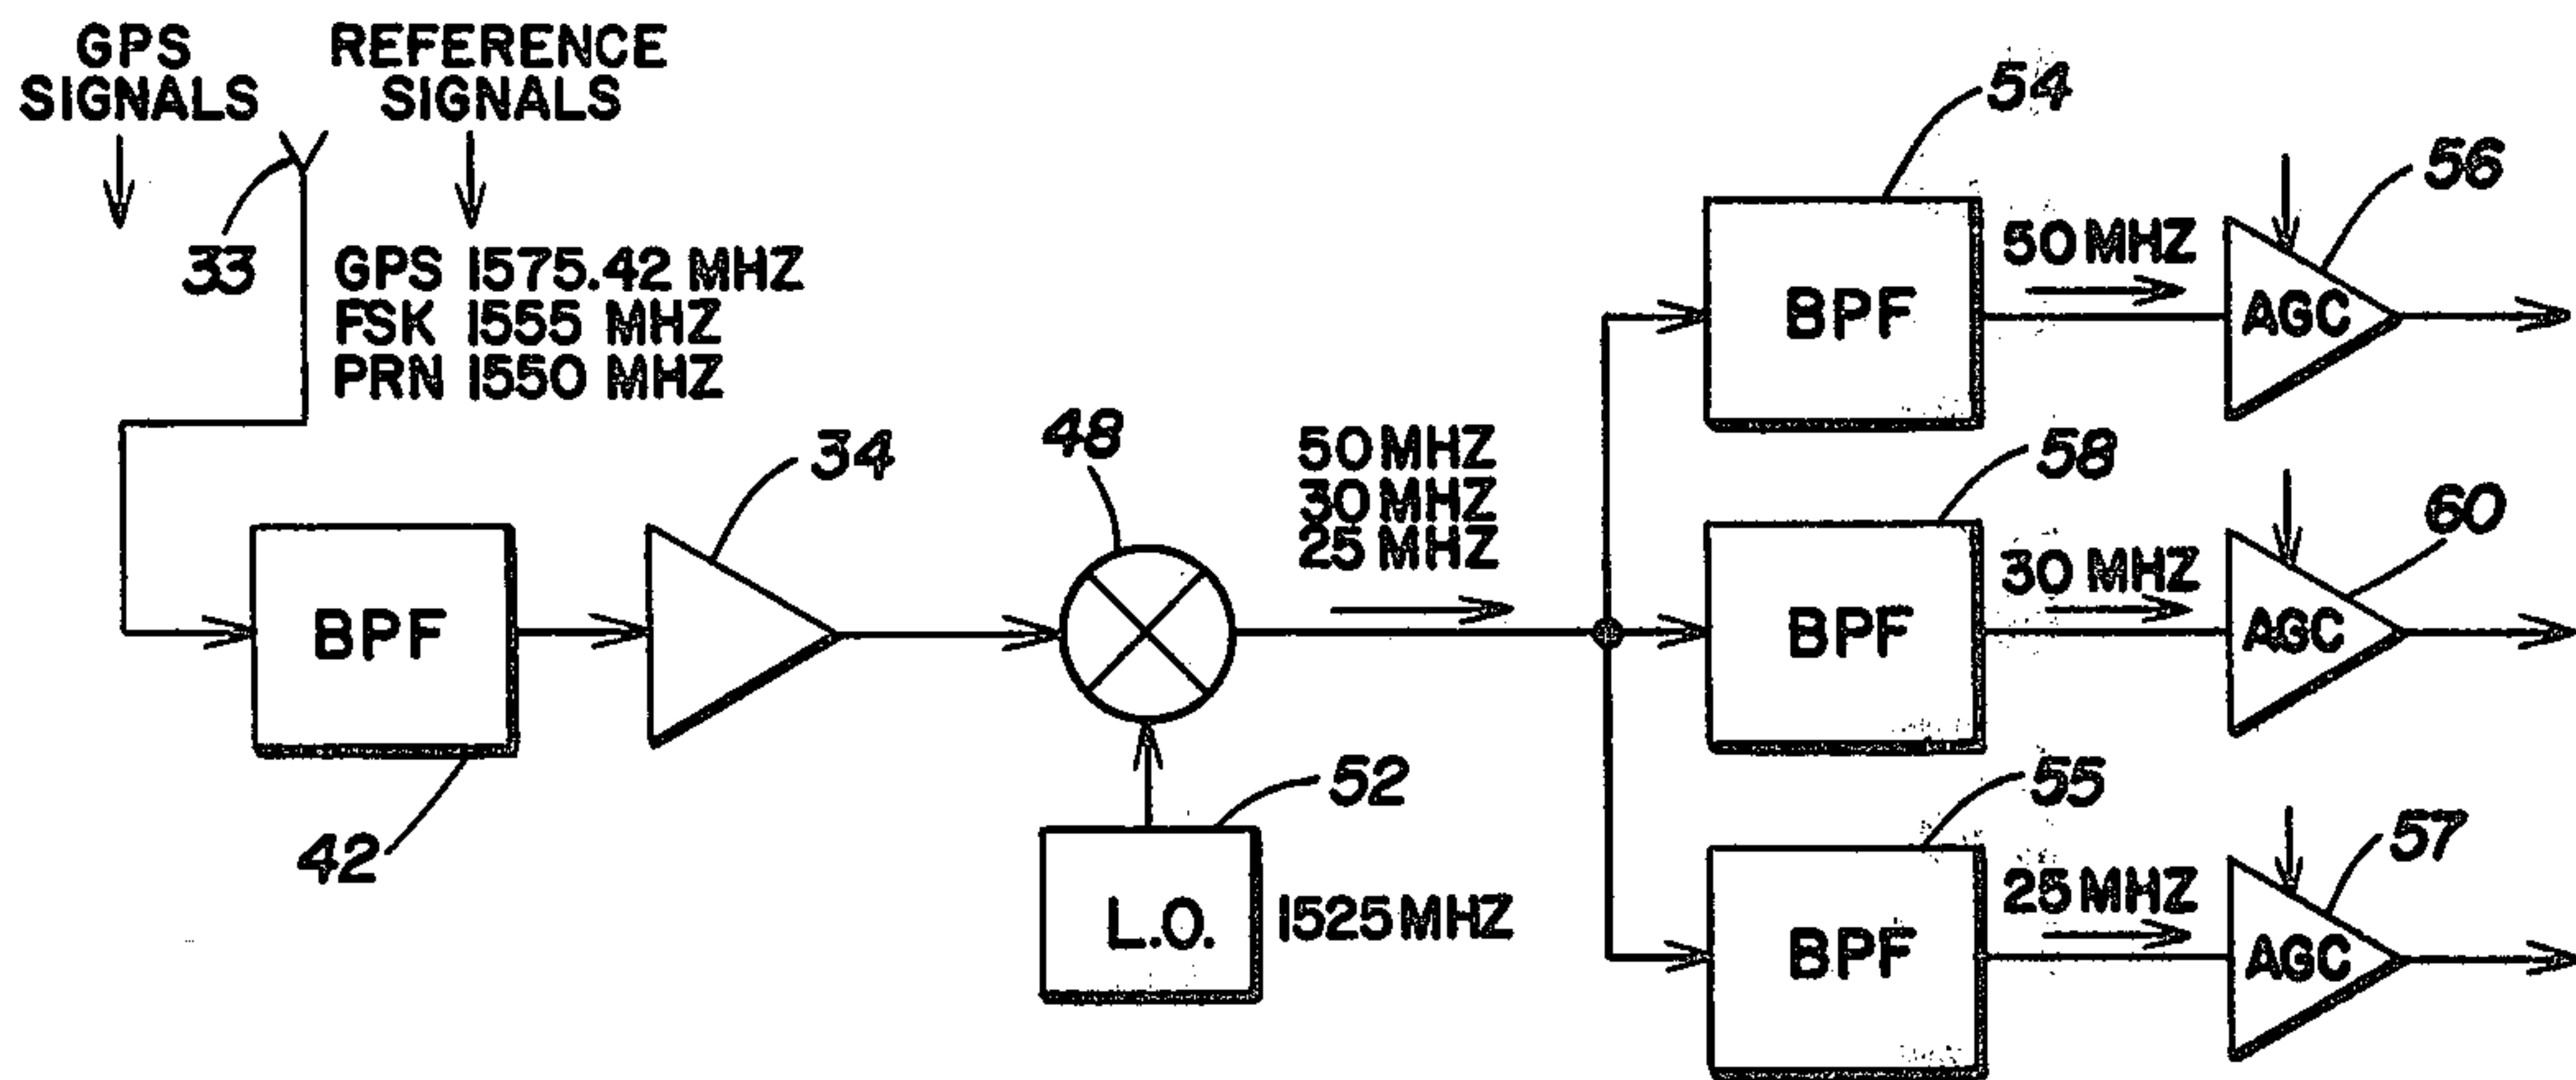 GPS
SIGNALS
REFERENCE
SIGNALS
33
GPS 1575.42 MHZ
FSK 1555 MHZ
PRN 1550 MHZ
BPF
42
34
48
L.O.
52
1525 MHZ
50 MHZ
30 MHZ
25 MHZ
BPF
54
50 MHZ
AGC
56
BPF
58
30 MHZ
AGC
60
BPF
55
25 MHZ
AGC
57